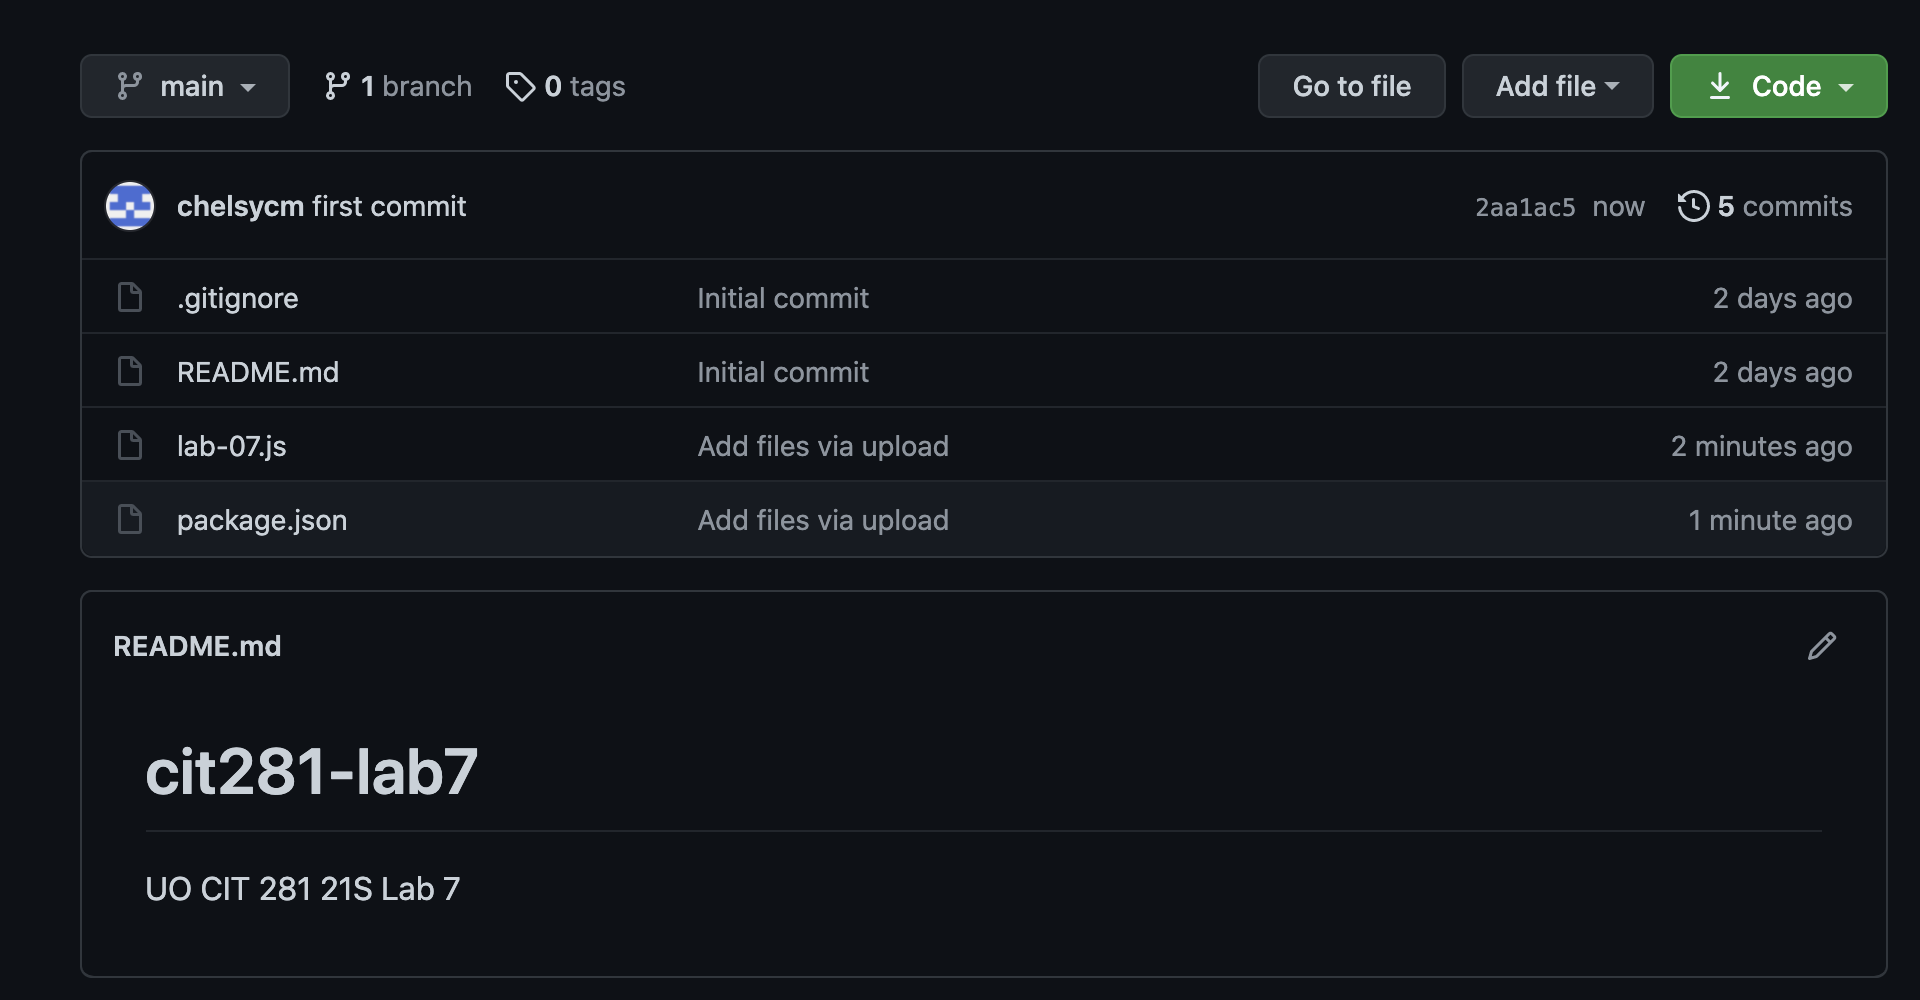 main 1 branch 0 tags Go to file Add file Code
chelsycm first commit 2aa1ac5 now 5 commits
.gitignore Initial commit 2 days ago
README.md Initial commit 2 days ago
lab-07.js Add files via upload 2 minutes ago
package.json Add files via upload 1 minute ago
README.md
cit281-lab7
UO CIT 281 21S Lab 7